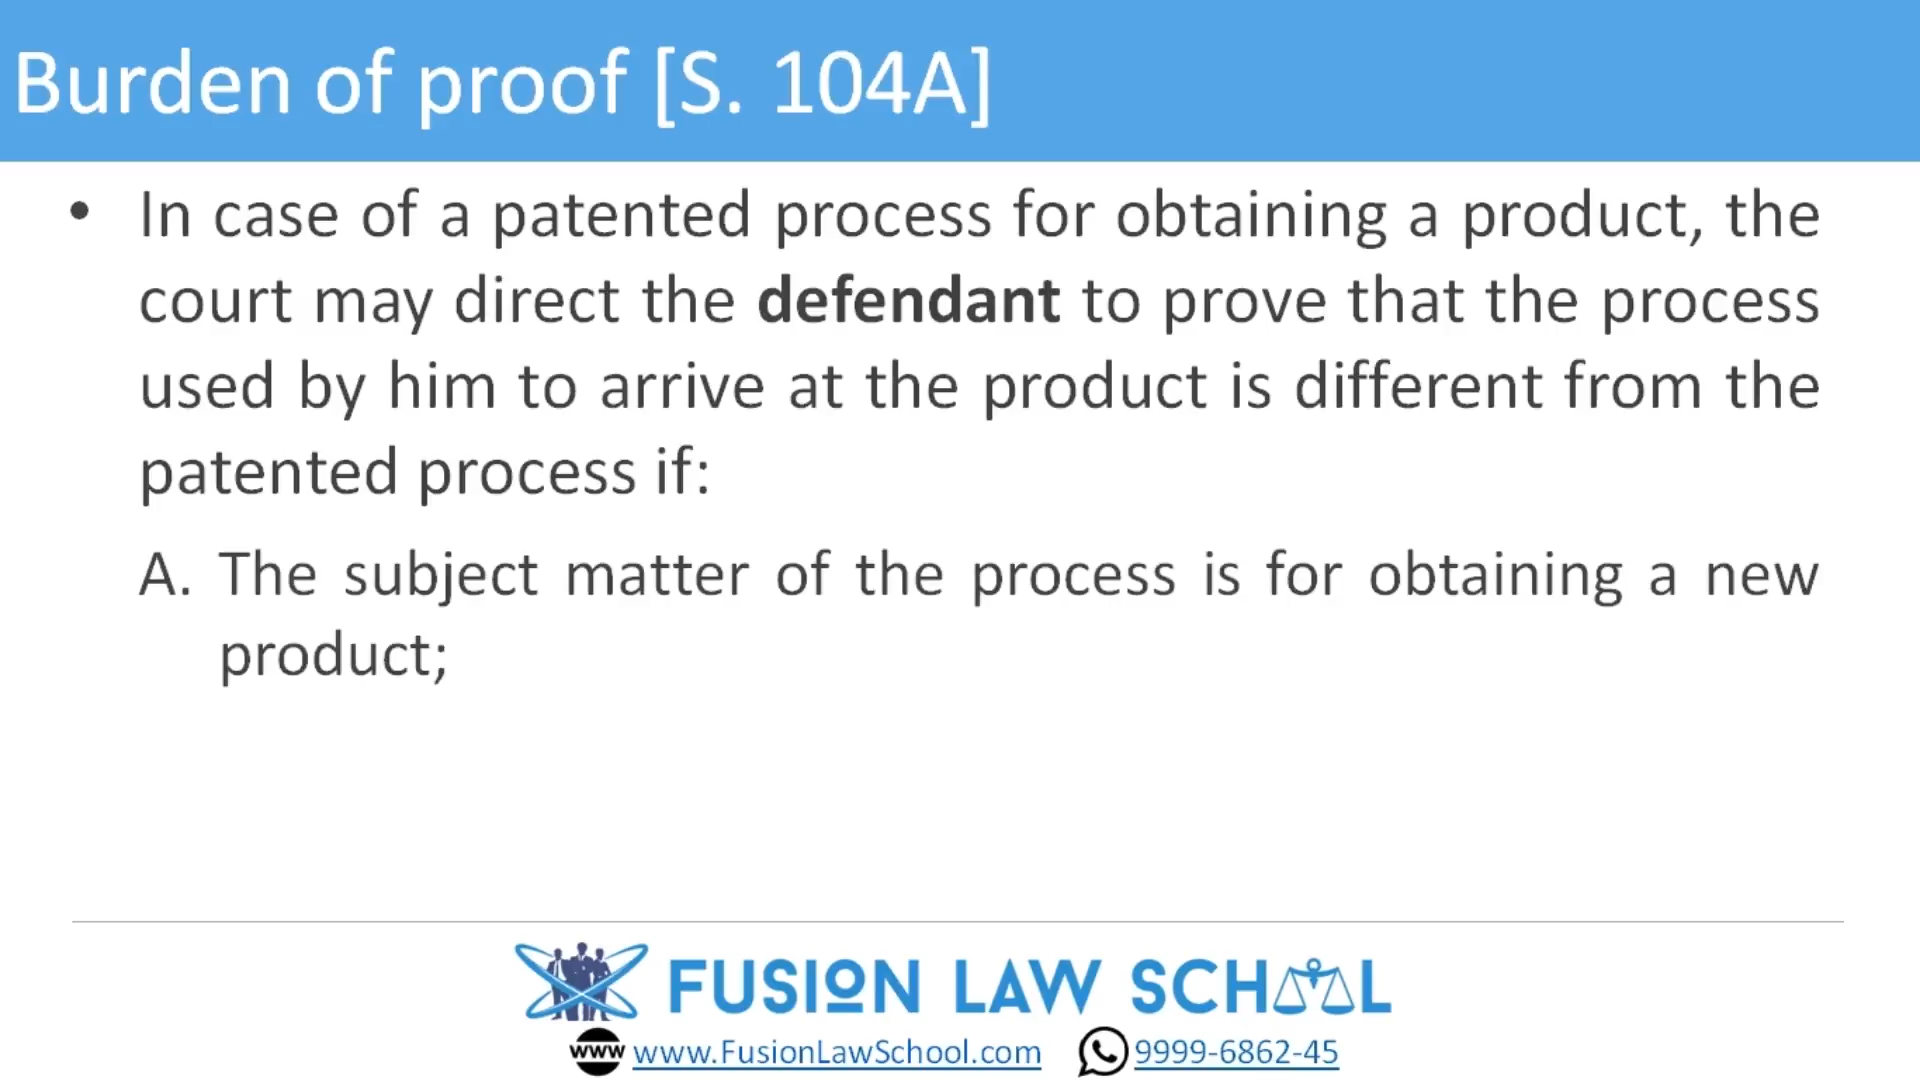 Burden of proof [S. 104A]
• In case of a patented process for obtaining a product, the
court may direct the defendant to prove that the process
used by him to arrive at the product is different from the
patented process if:
A. The subject matter of the process is for obtaining a new
product;
FUSION LAW SCHOOL
www www.FusionLawSchool.com 9999-6862-45